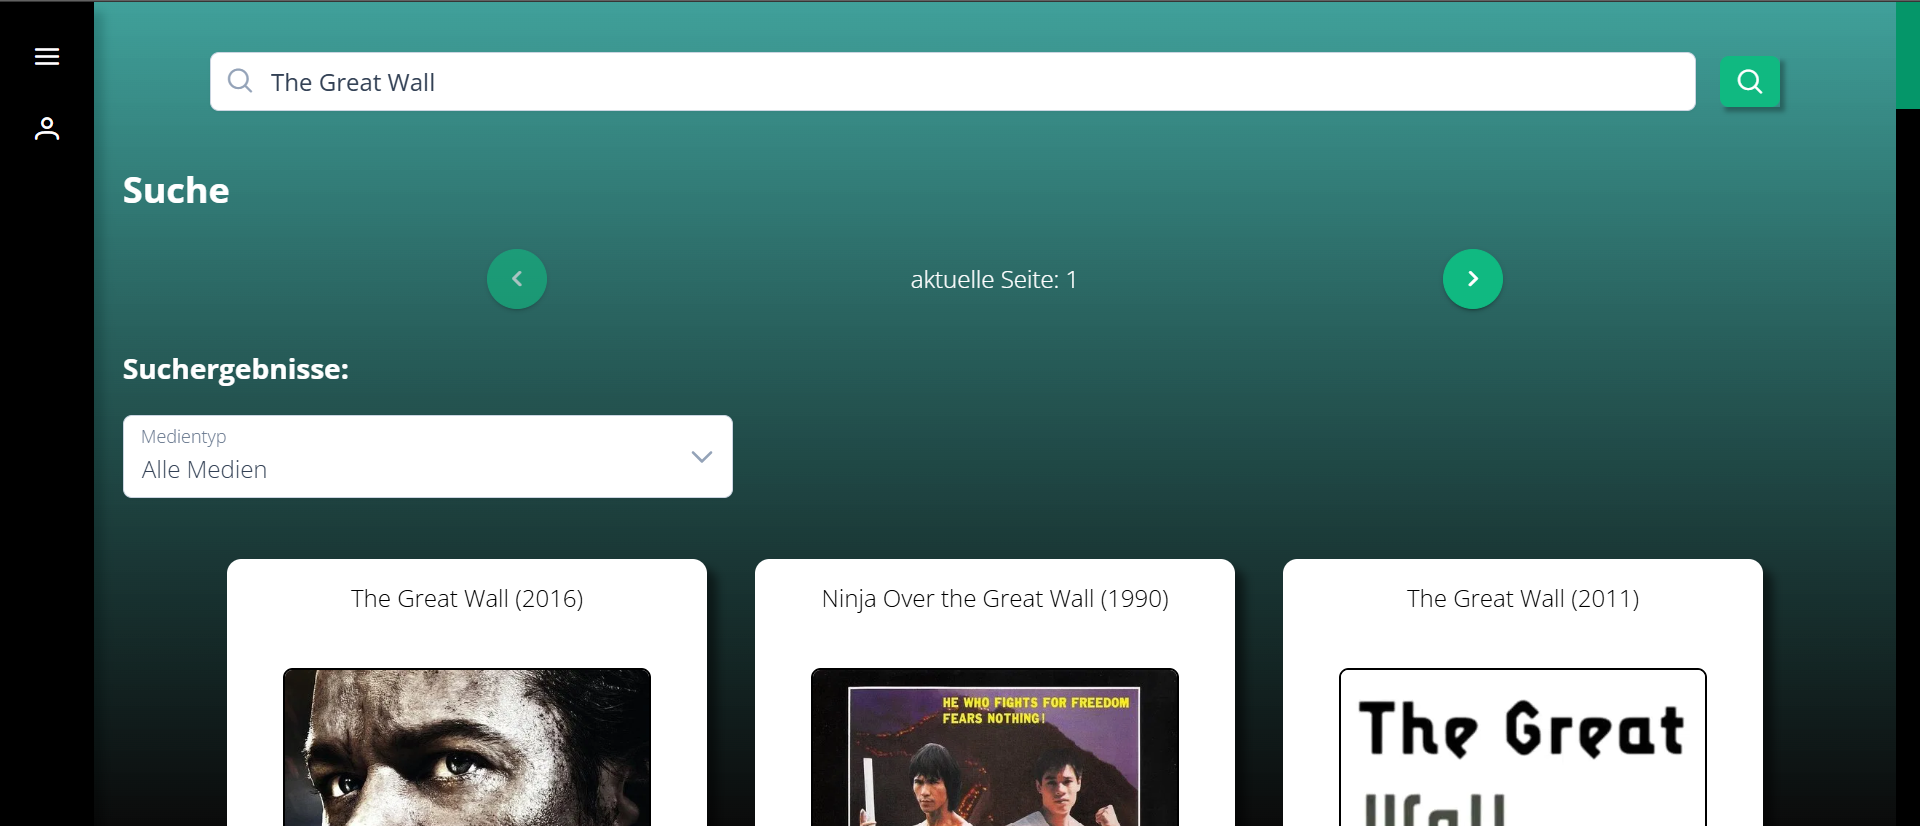 The Great Wall
Suche
aktuelle Seite: 1
Suchergebnisse:
Medientyp
Alle Medien
The Great Wall (2016)
Ninja Over the Great Wall (1990)
The Great Wall (2011)
HE WHO FIGHTS FOR FREEDOM
FEARS NOTHING!
The Great
Wall